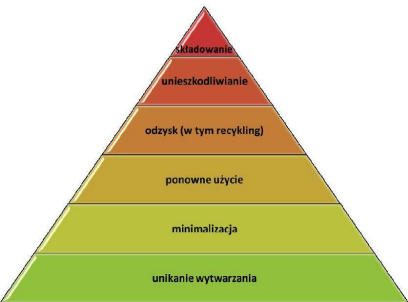 składowanie
unieszkodliwianie
odzysk (w tym recykling)
ponowne użycie
minimalizacja
unikanie wytwarzania